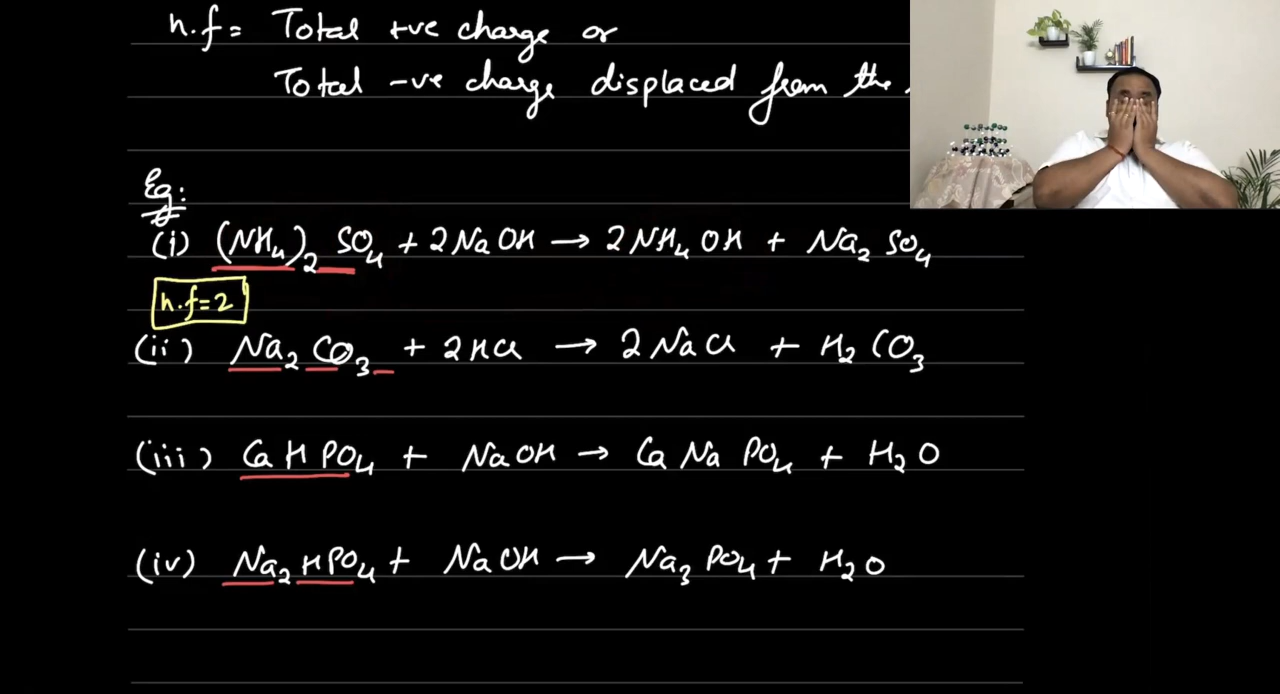 n.f = Total +ve charge or
Total -ve charge displaced from the
Eg:
(i) (NH₄)₂ SO₄ + 2NaOH → 2NH₄OH + Na₂SO₄
n.f=2
(ii) Na₂CO₃ + 2HCl → 2NaCl + H₂CO₃
(iii) CaHPO₄ + NaOH → CaNaPO₄ + H₂O
(iv) Na₂HPO₄ + NaOH → Na₃PO₄ + H₂O